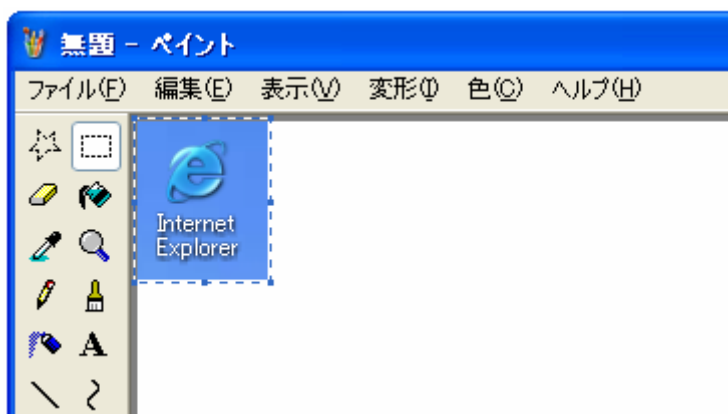 無題 - ペイント
ファイル(F) 編集(E) 表示(V) 変形(I) 色(C) ヘルプ(H)
Internet
Explorer
A